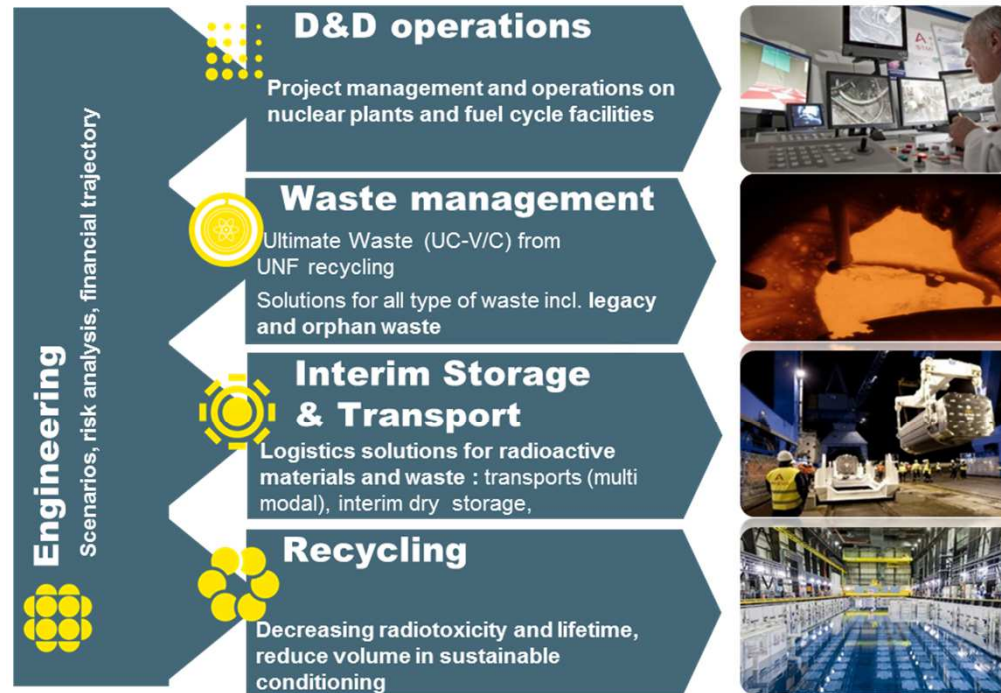 Engineering
Scenarios, risk analysis, financial trajectory
D&D operations
Project management and operations on
nuclear plants and fuel cycle facilities
Waste management
Ultimate Waste (UC-V/C) from
UNF recycling
Solutions for all type of waste incl. legacy
and orphan waste
Interim Storage
& Transport
Logistics solutions for radioactive
materials and waste : transports (multi
modal), interim dry storage,
Recycling
Decreasing radiotoxicity and lifetime,
reduce volume in sustainable
conditioning